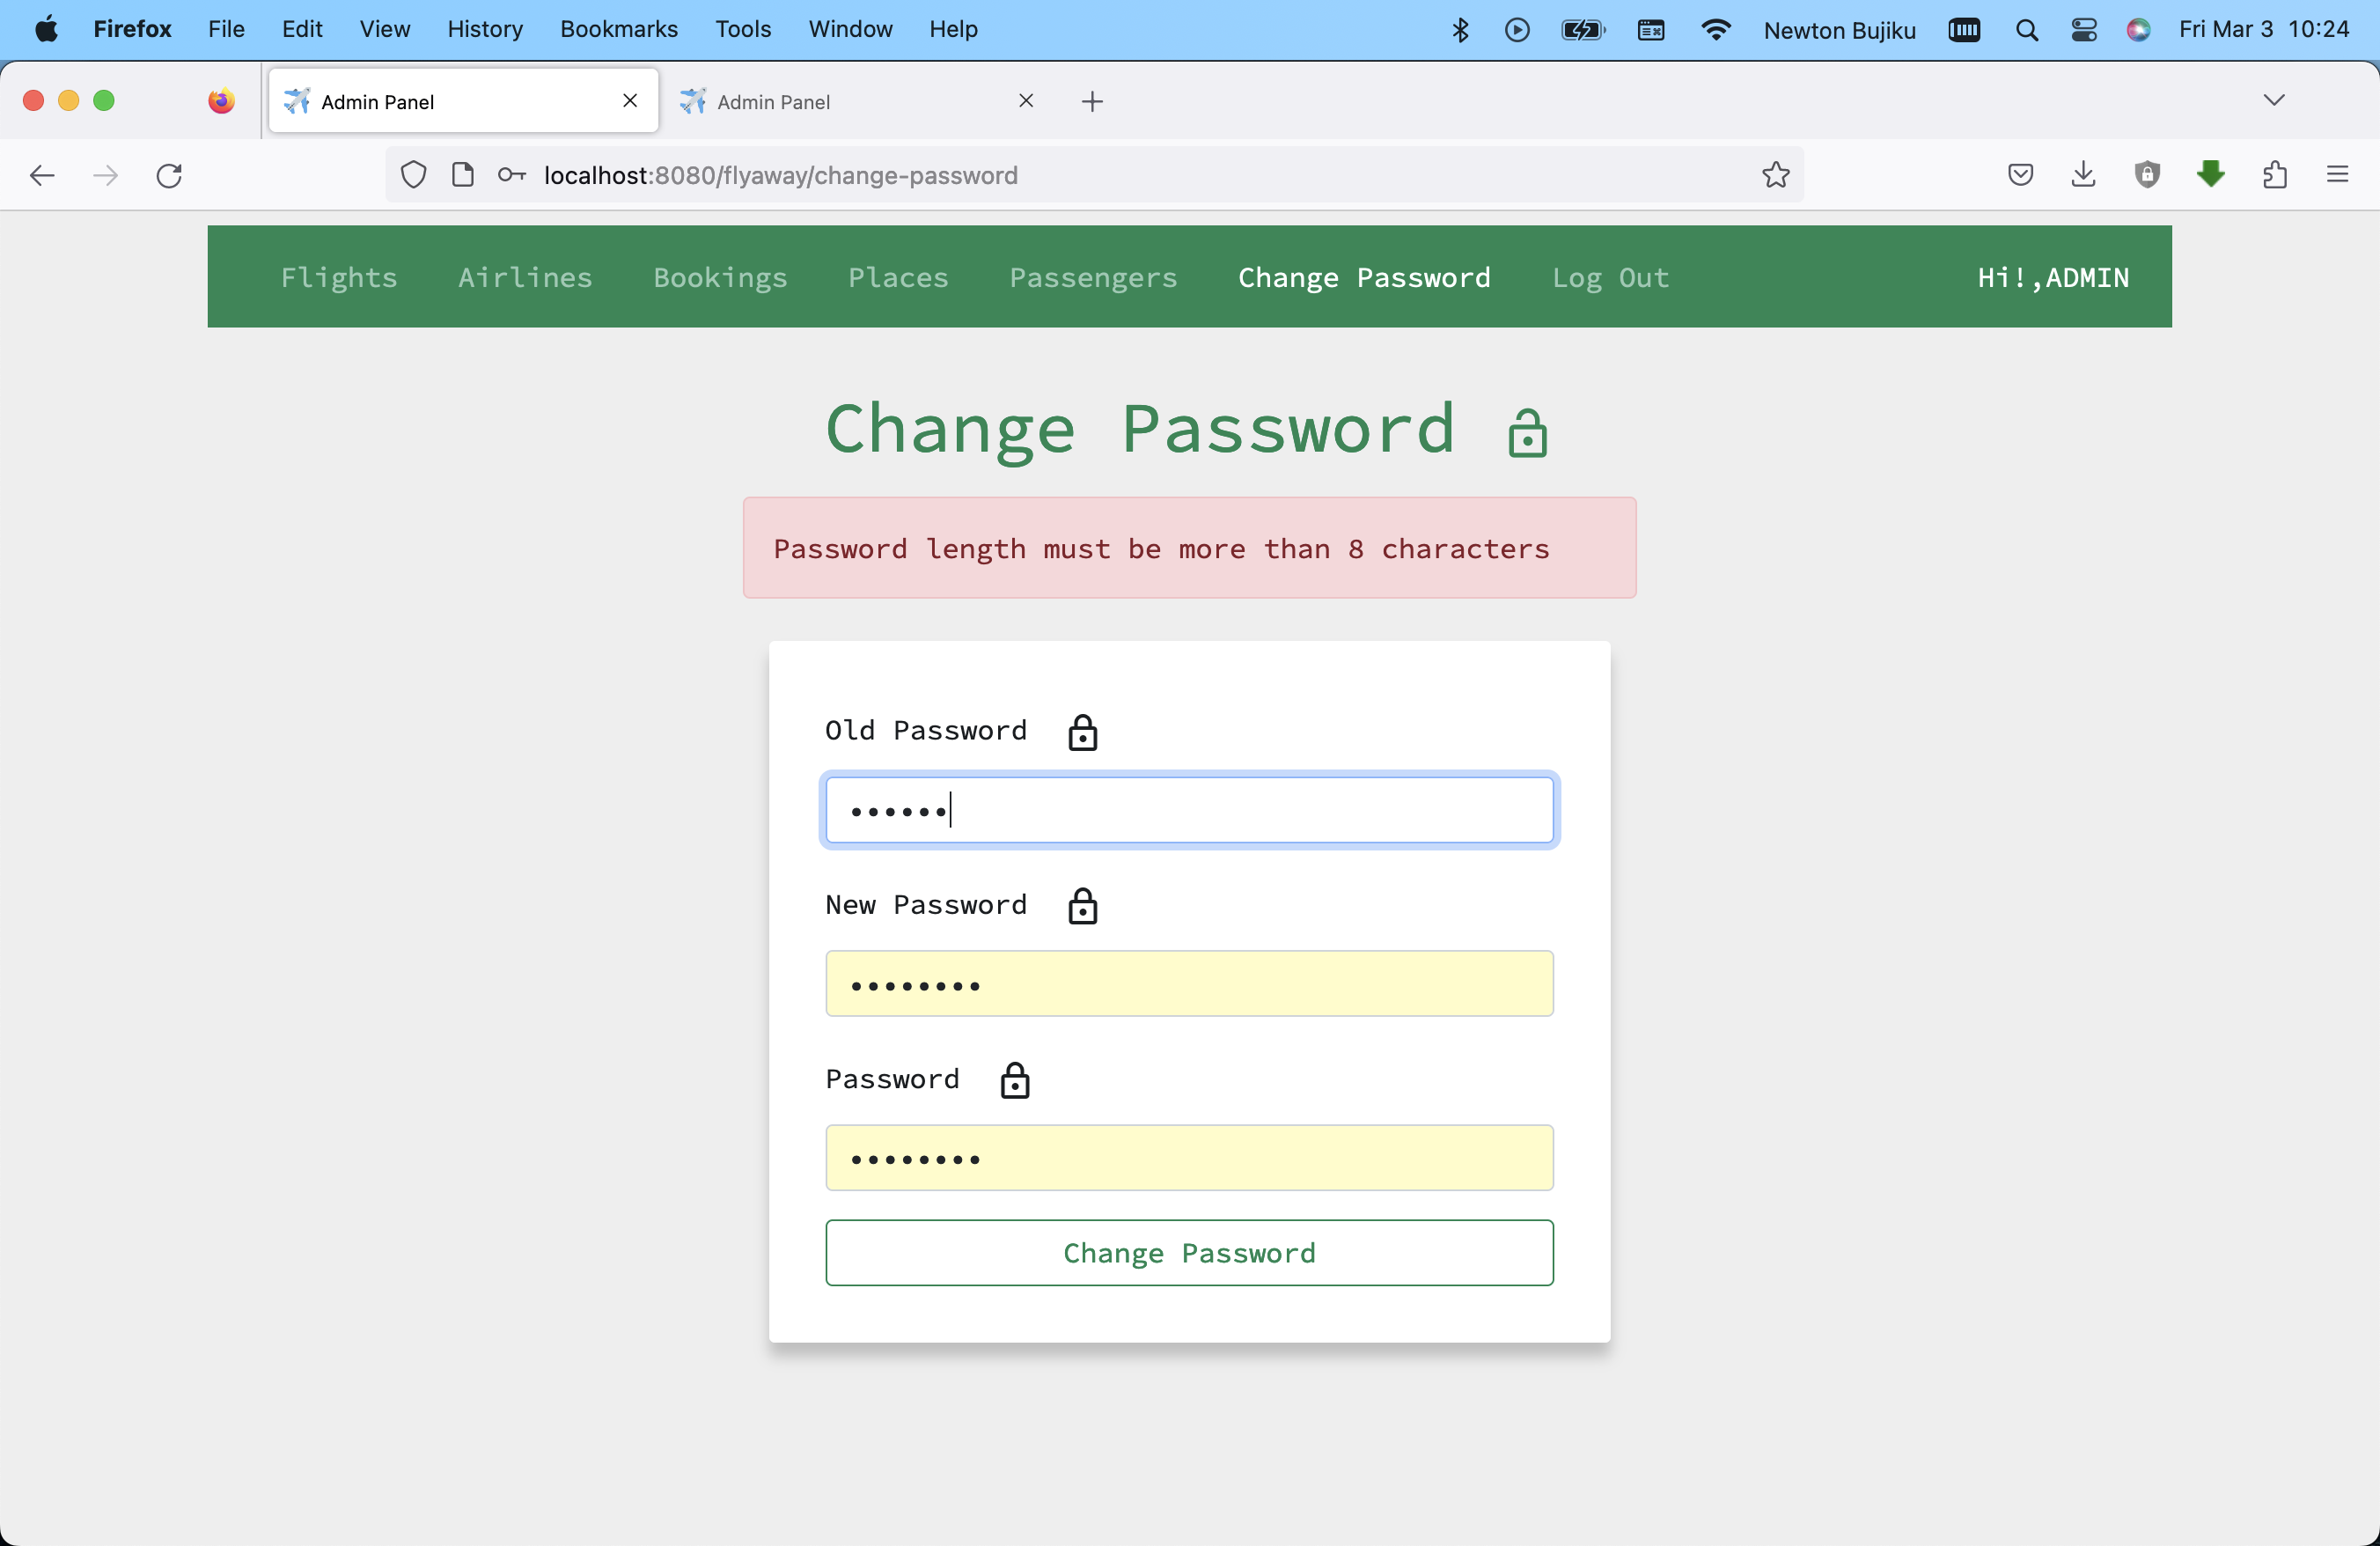 Firefox File Edit View History Bookmarks Tools Window Help Newton Bujiku Fri Mar 3 10:24
Admin Panel Admin Panel
localhost:8080/flyaway/change-password
Flights Airlines Bookings Places Passengers Change Password Log Out Hi!,ADMIN
Change Password
Password length must be more than 8 characters
Old Password
••••••
New Password
••••••••
Password
••••••••
Change Password